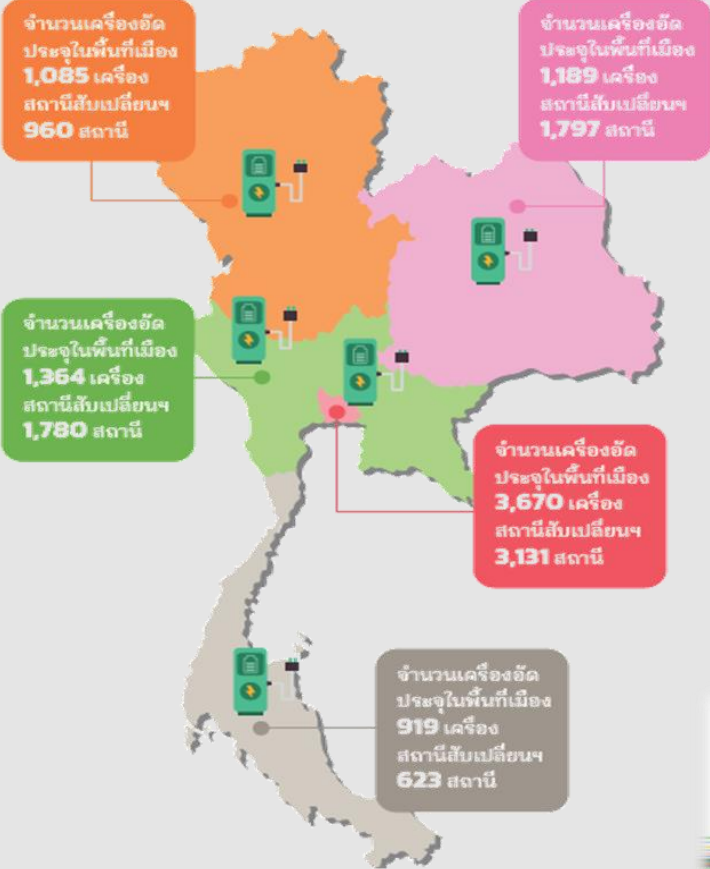 จำนวนเครื่องอัด
ประจุในพื้นที่เมือง
1,085 เครื่อง
สถานีสับเปลี่ยนฯ
960 สถานี
จำนวนเครื่องอัด
ประจุในพื้นที่เมือง
1,189 เครื่อง
สถานีสับเปลี่ยนฯ
1,797 สถานี
จำนวนเครื่องอัด
ประจุในพื้นที่เมือง
1,364 เครื่อง
สถานีสับเปลี่ยนฯ
1,780 สถานี
จำนวนเครื่องอัด
ประจุในพื้นที่เมือง
3,670 เครื่อง
สถานีสับเปลี่ยนฯ
3,131 สถานี
จำนวนเครื่องอัด
ประจุในพื้นที่เมือง
919 เครื่อง
สถานีสับเปลี่ยนฯ
623 สถานี